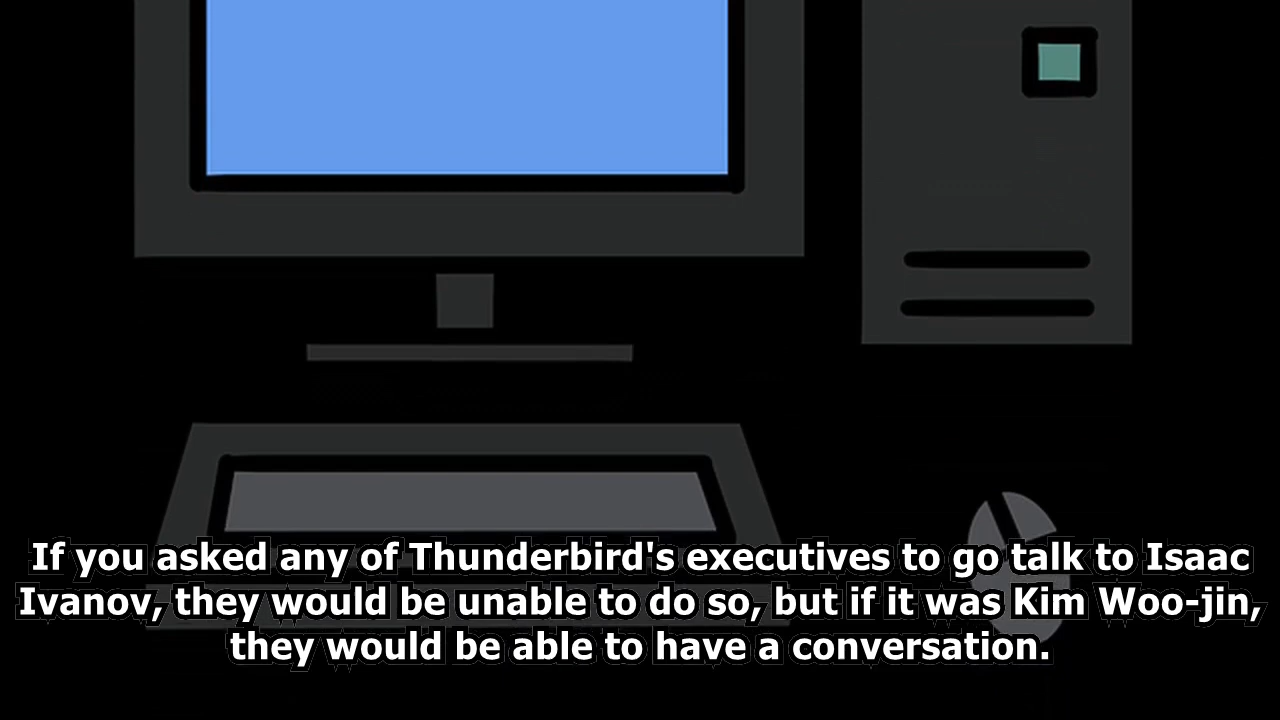 If you asked any of Thunderbird's executives to go talk to Isaac
Ivanov, they would be unable to do so, but if it was Kim Woo-jin,
they would be able to have a conversation.